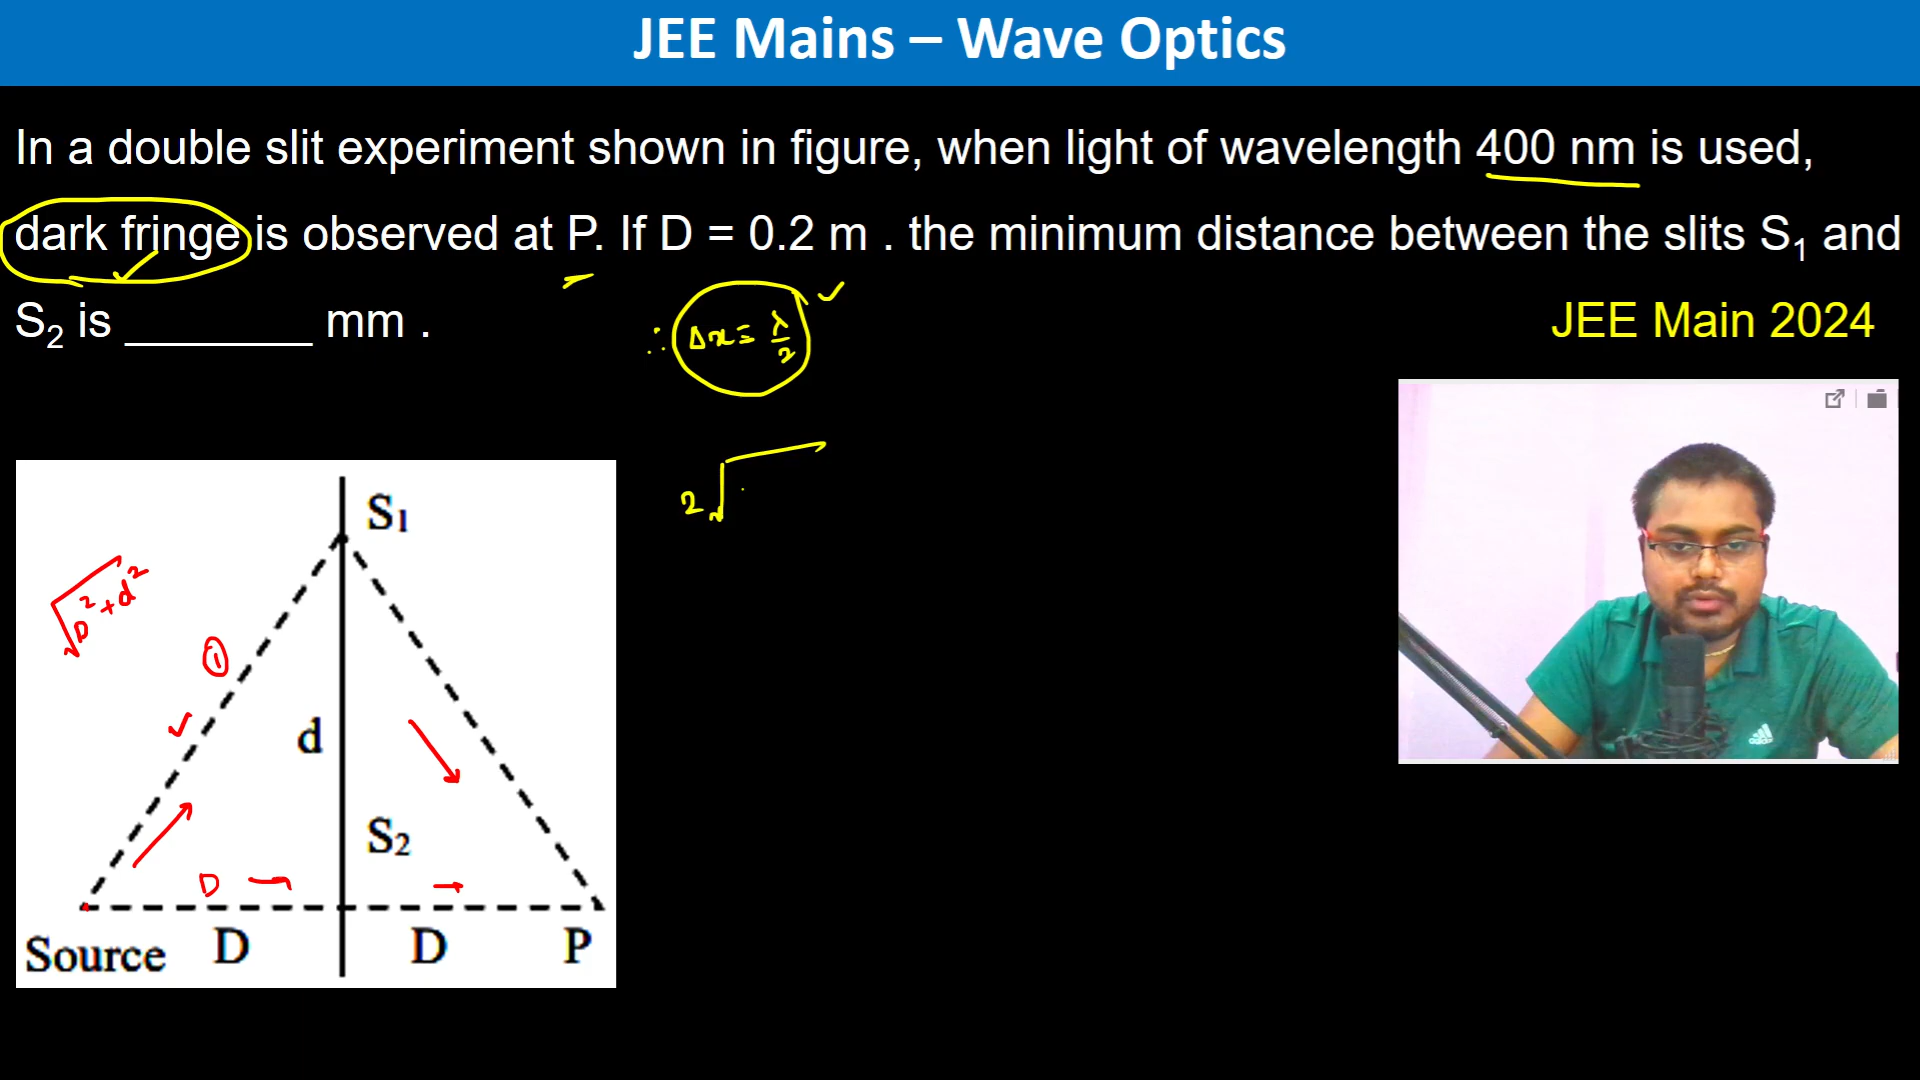 JEE Mains – Wave Optics
In a double slit experiment shown in figure, when light of wavelength 400 nm is used,
dark fringe is observed at P. If D = 0.2 m . the minimum distance between the slits S₁ and
S₂ is ________ mm .
JEE Main 2024
∴ Δx = λ/2
2√
√D²+d²
①
S₁
d
S₂
D
Source D D P
adidas